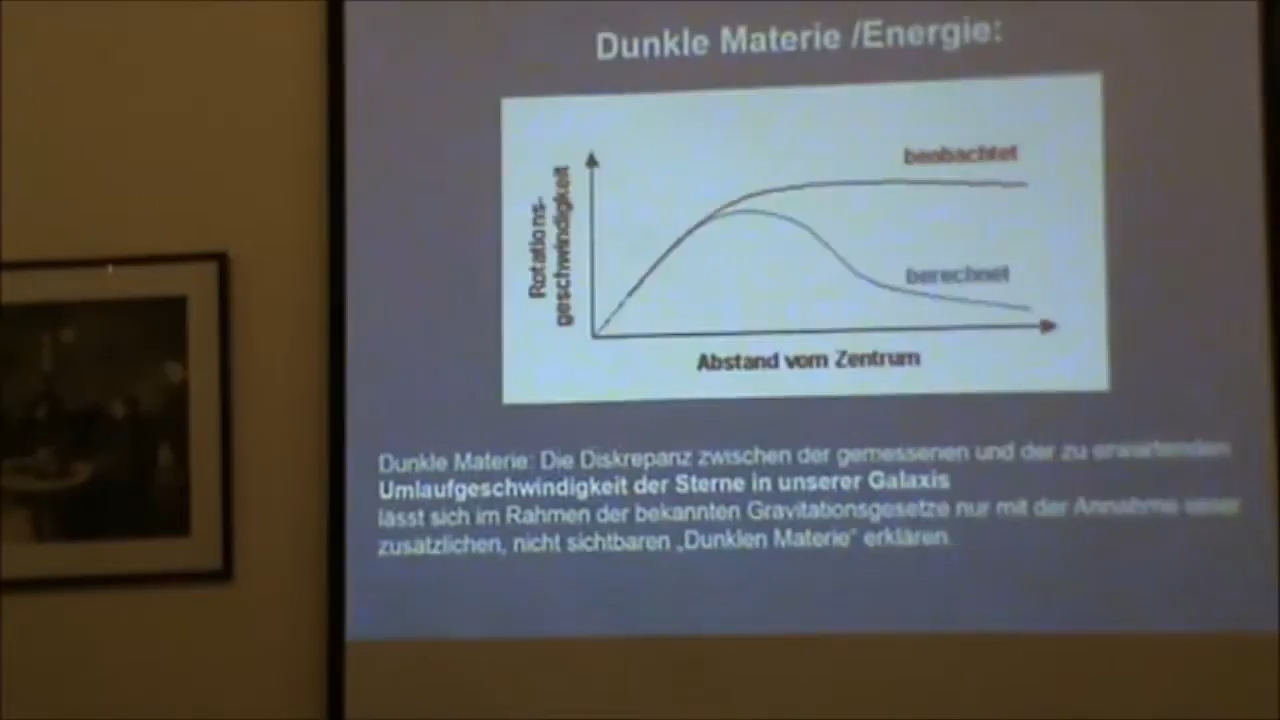 Dunkle Materie /Energie:
beobachtet
Rotations-
geschwindigkeit
berechnet
Abstand vom Zentrum
Dunkle Materie: Die Diskrepanz zwischen der gemessenen und der zu erwartenden
Umlaufgeschwindigkeit der Sterne in unserer Galaxis
lässt sich im Rahmen der bekannten Gravitationsgesetze nur mit der Annahme einer
zusätzlichen, nicht sichtbaren „Dunklen Materie“ erklären.